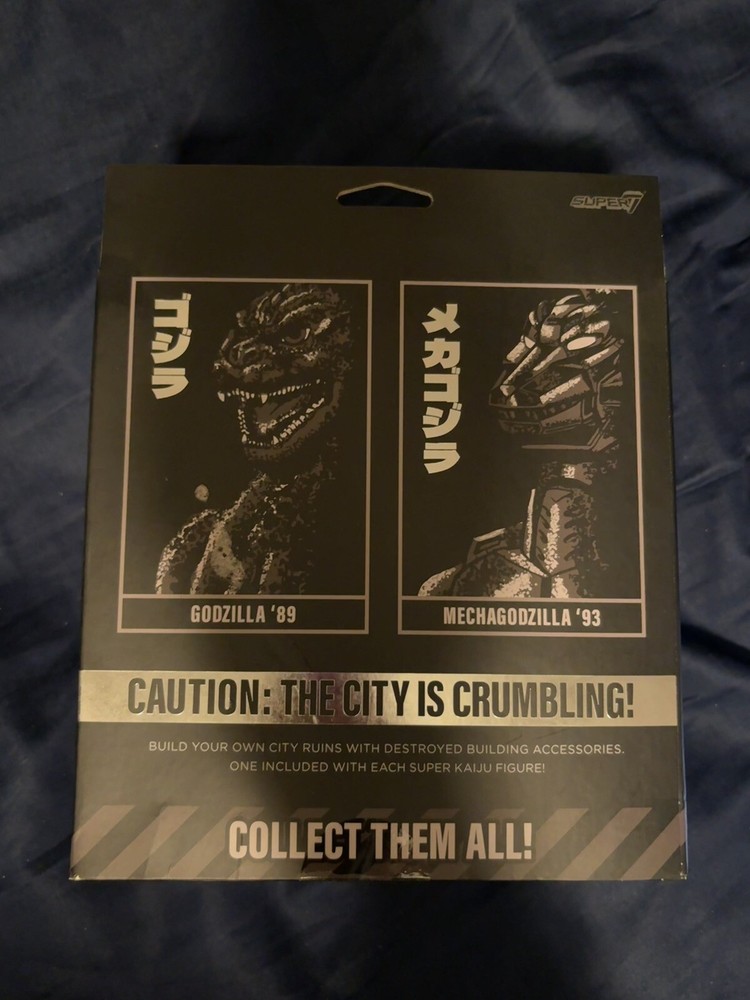 SUPER7
ゴジラ
メカゴジラ
GODZILLA ‘89
MECHAGODZILLA ‘93
CAUTION: THE CITY IS CRUMBLING!
BUILD YOUR OWN CITY RUINS WITH DESTROYED BUILDING ACCESSORIES.
ONE INCLUDED WITH EACH SUPER KAIJU FIGURE!
COLLECT THEM ALL!